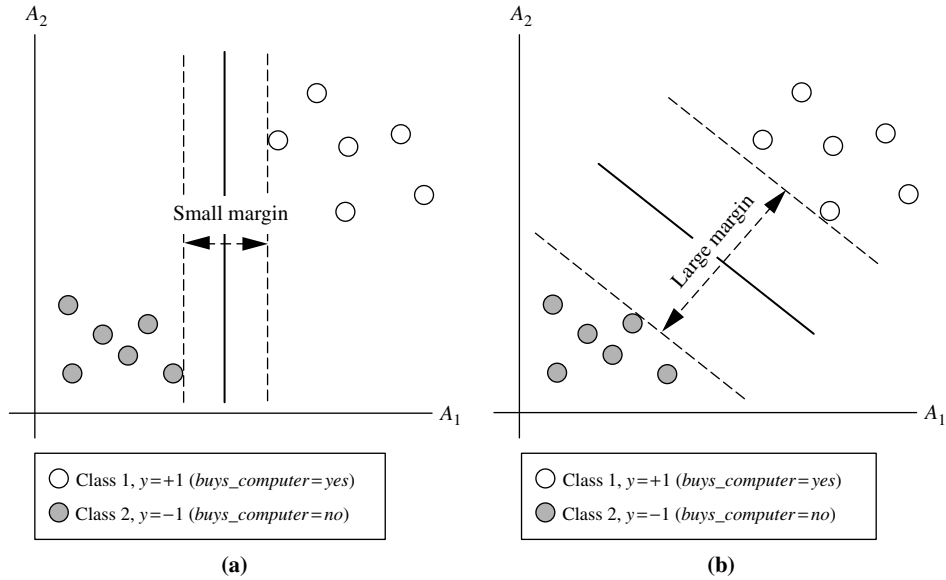 A₂
Small margin
A₁
Class 1, y=+1 (buys_computer=yes)
Class 2, y=−1 (buys_computer=no)
(a)
A₂
Large margin
A₁
Class 1, y=+1 (buys_computer=yes)
Class 2, y=−1 (buys_computer=no)
(b)